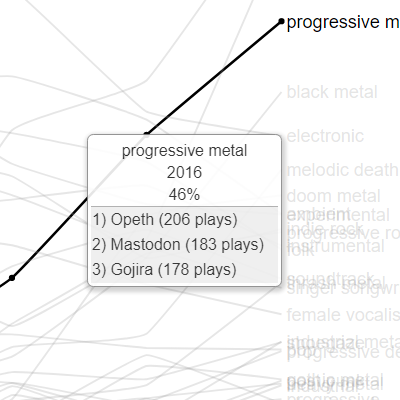 progressive m
black metal
electronic
melodic death
doom metal
experimental
indie rock
progressive ro
instrumental
folk
soundtrack
thrash metal
singer songwr
female vocalis
industrial meta
progressive de
gothic metal
progressive
progressive metal
2016
46%
1) Opeth (206 plays)
2) Mastodon (183 plays)
3) Gojira (178 plays)